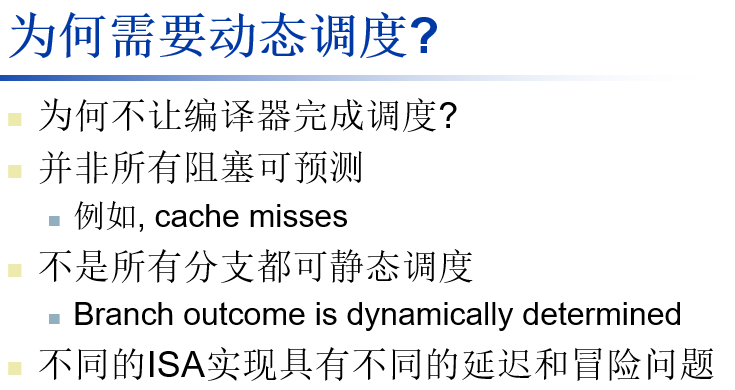 为何需要动态调度?
为何不让编译器完成调度?
并非所有阻塞可预测
例如, cache misses
不是所有分支都可静态调度
Branch outcome is dynamically determined
不同的ISA实现具有不同的延迟和冒险问题